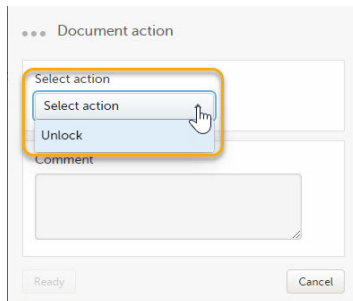 Document action
Select action
Select action
Unlock
Comment
Ready
Cancel